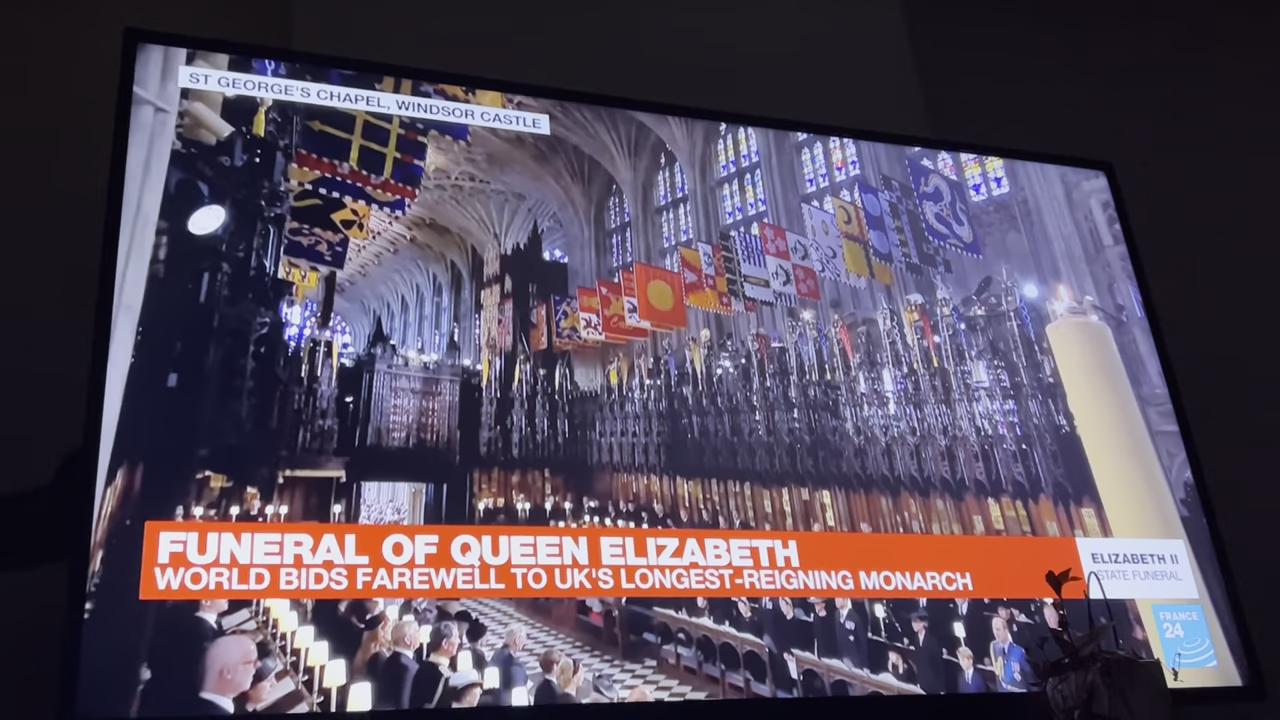 ST GEORGE'S CHAPEL, WINDSOR CASTLE
FUNERAL OF QUEEN ELIZABETH
WORLD BIDS FAREWELL TO UK'S LONGEST-REIGNING MONARCH
ELIZABETH II
STATE FUNERAL
FRANCE
24